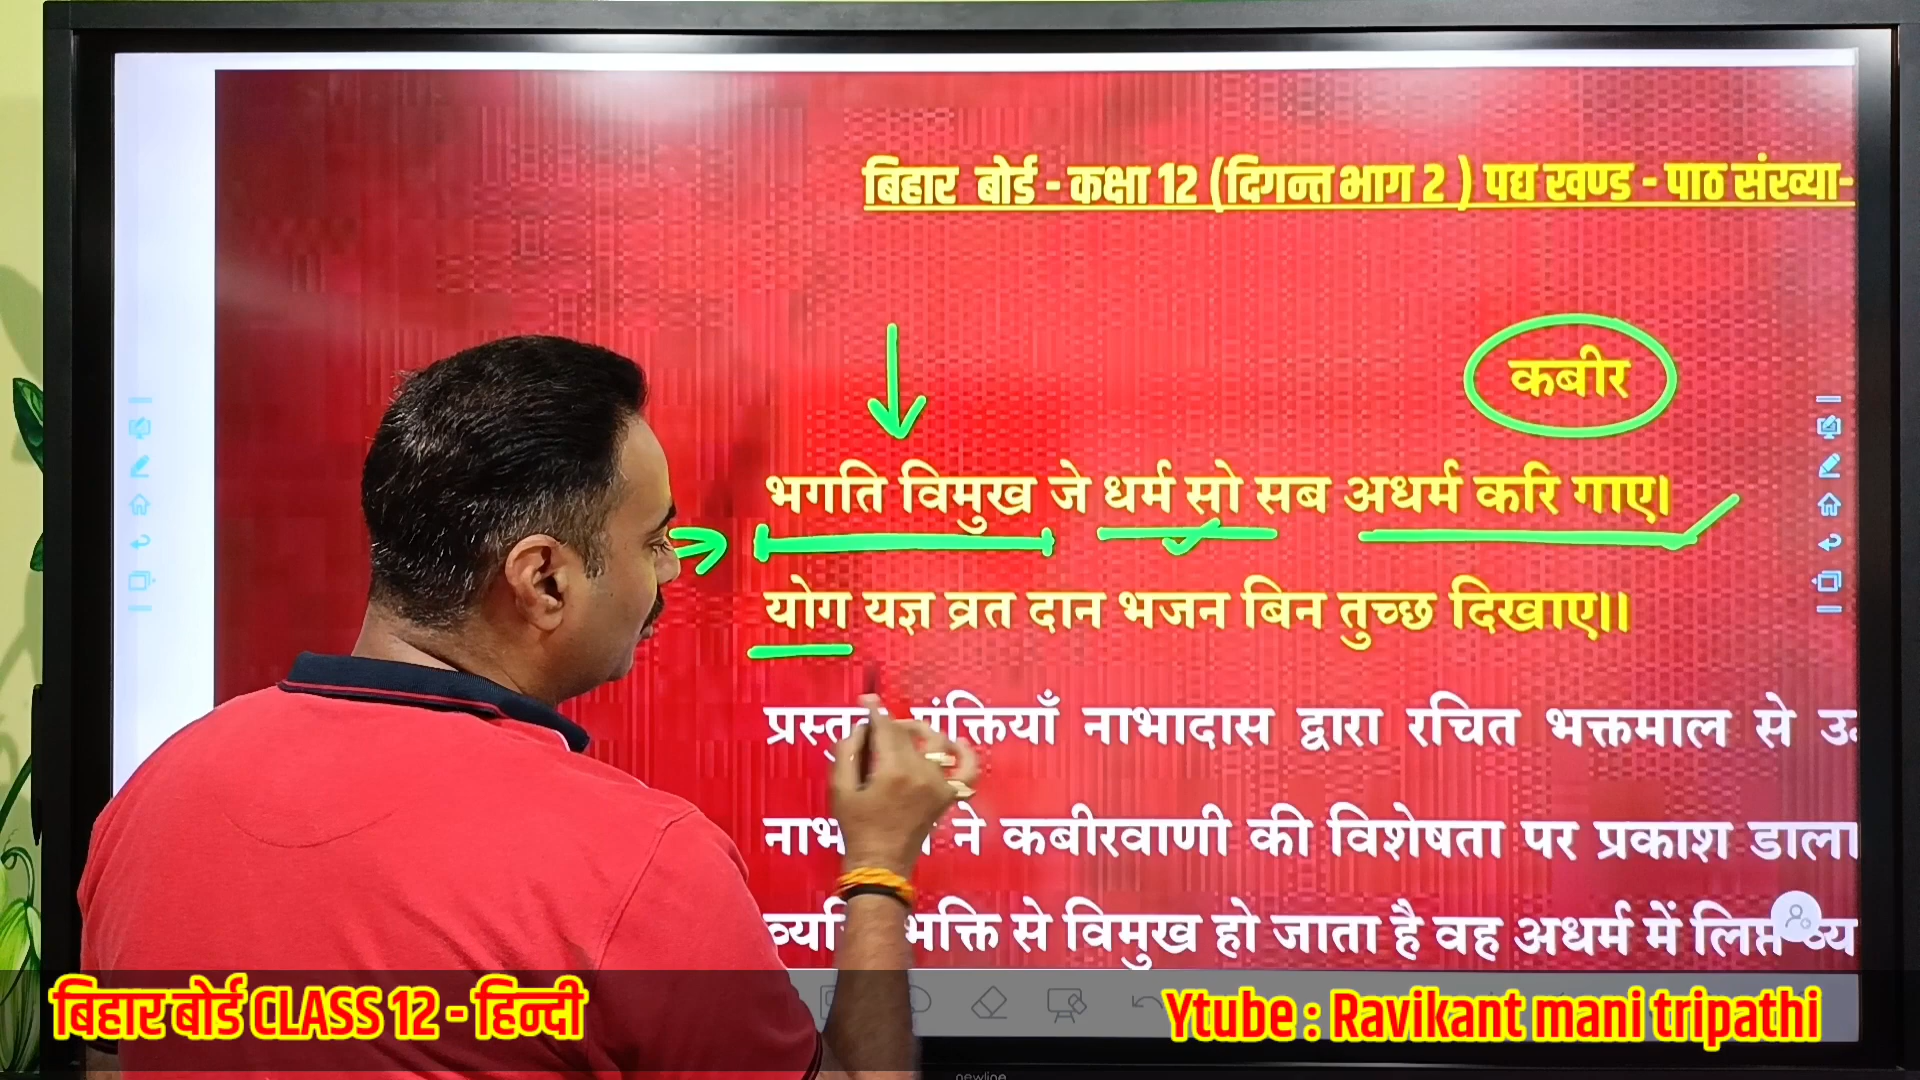 बिहार बोर्ड - कक्षा 12 (दिगन्त भाग 2 ) पद्य खण्ड - पाठ संख्या-
कबीर
भगति विमुख जे धर्म सो सब अधर्म करि गाए।
योग यज्ञ व्रत दान भजन बिन तुच्छ दिखाए।।
पंक्तियाँ नाभादास द्वारा रचित भक्तमाल से
ने कबीरवाणी की विशेषता पर प्रकाश डाला
भक्ति से विमुख हो जाता है वह अधर्म में लिप्त
बिहार बोर्ड CLASS 12 - हिन्दी
Ytube : Ravikant mani tripathi
newline